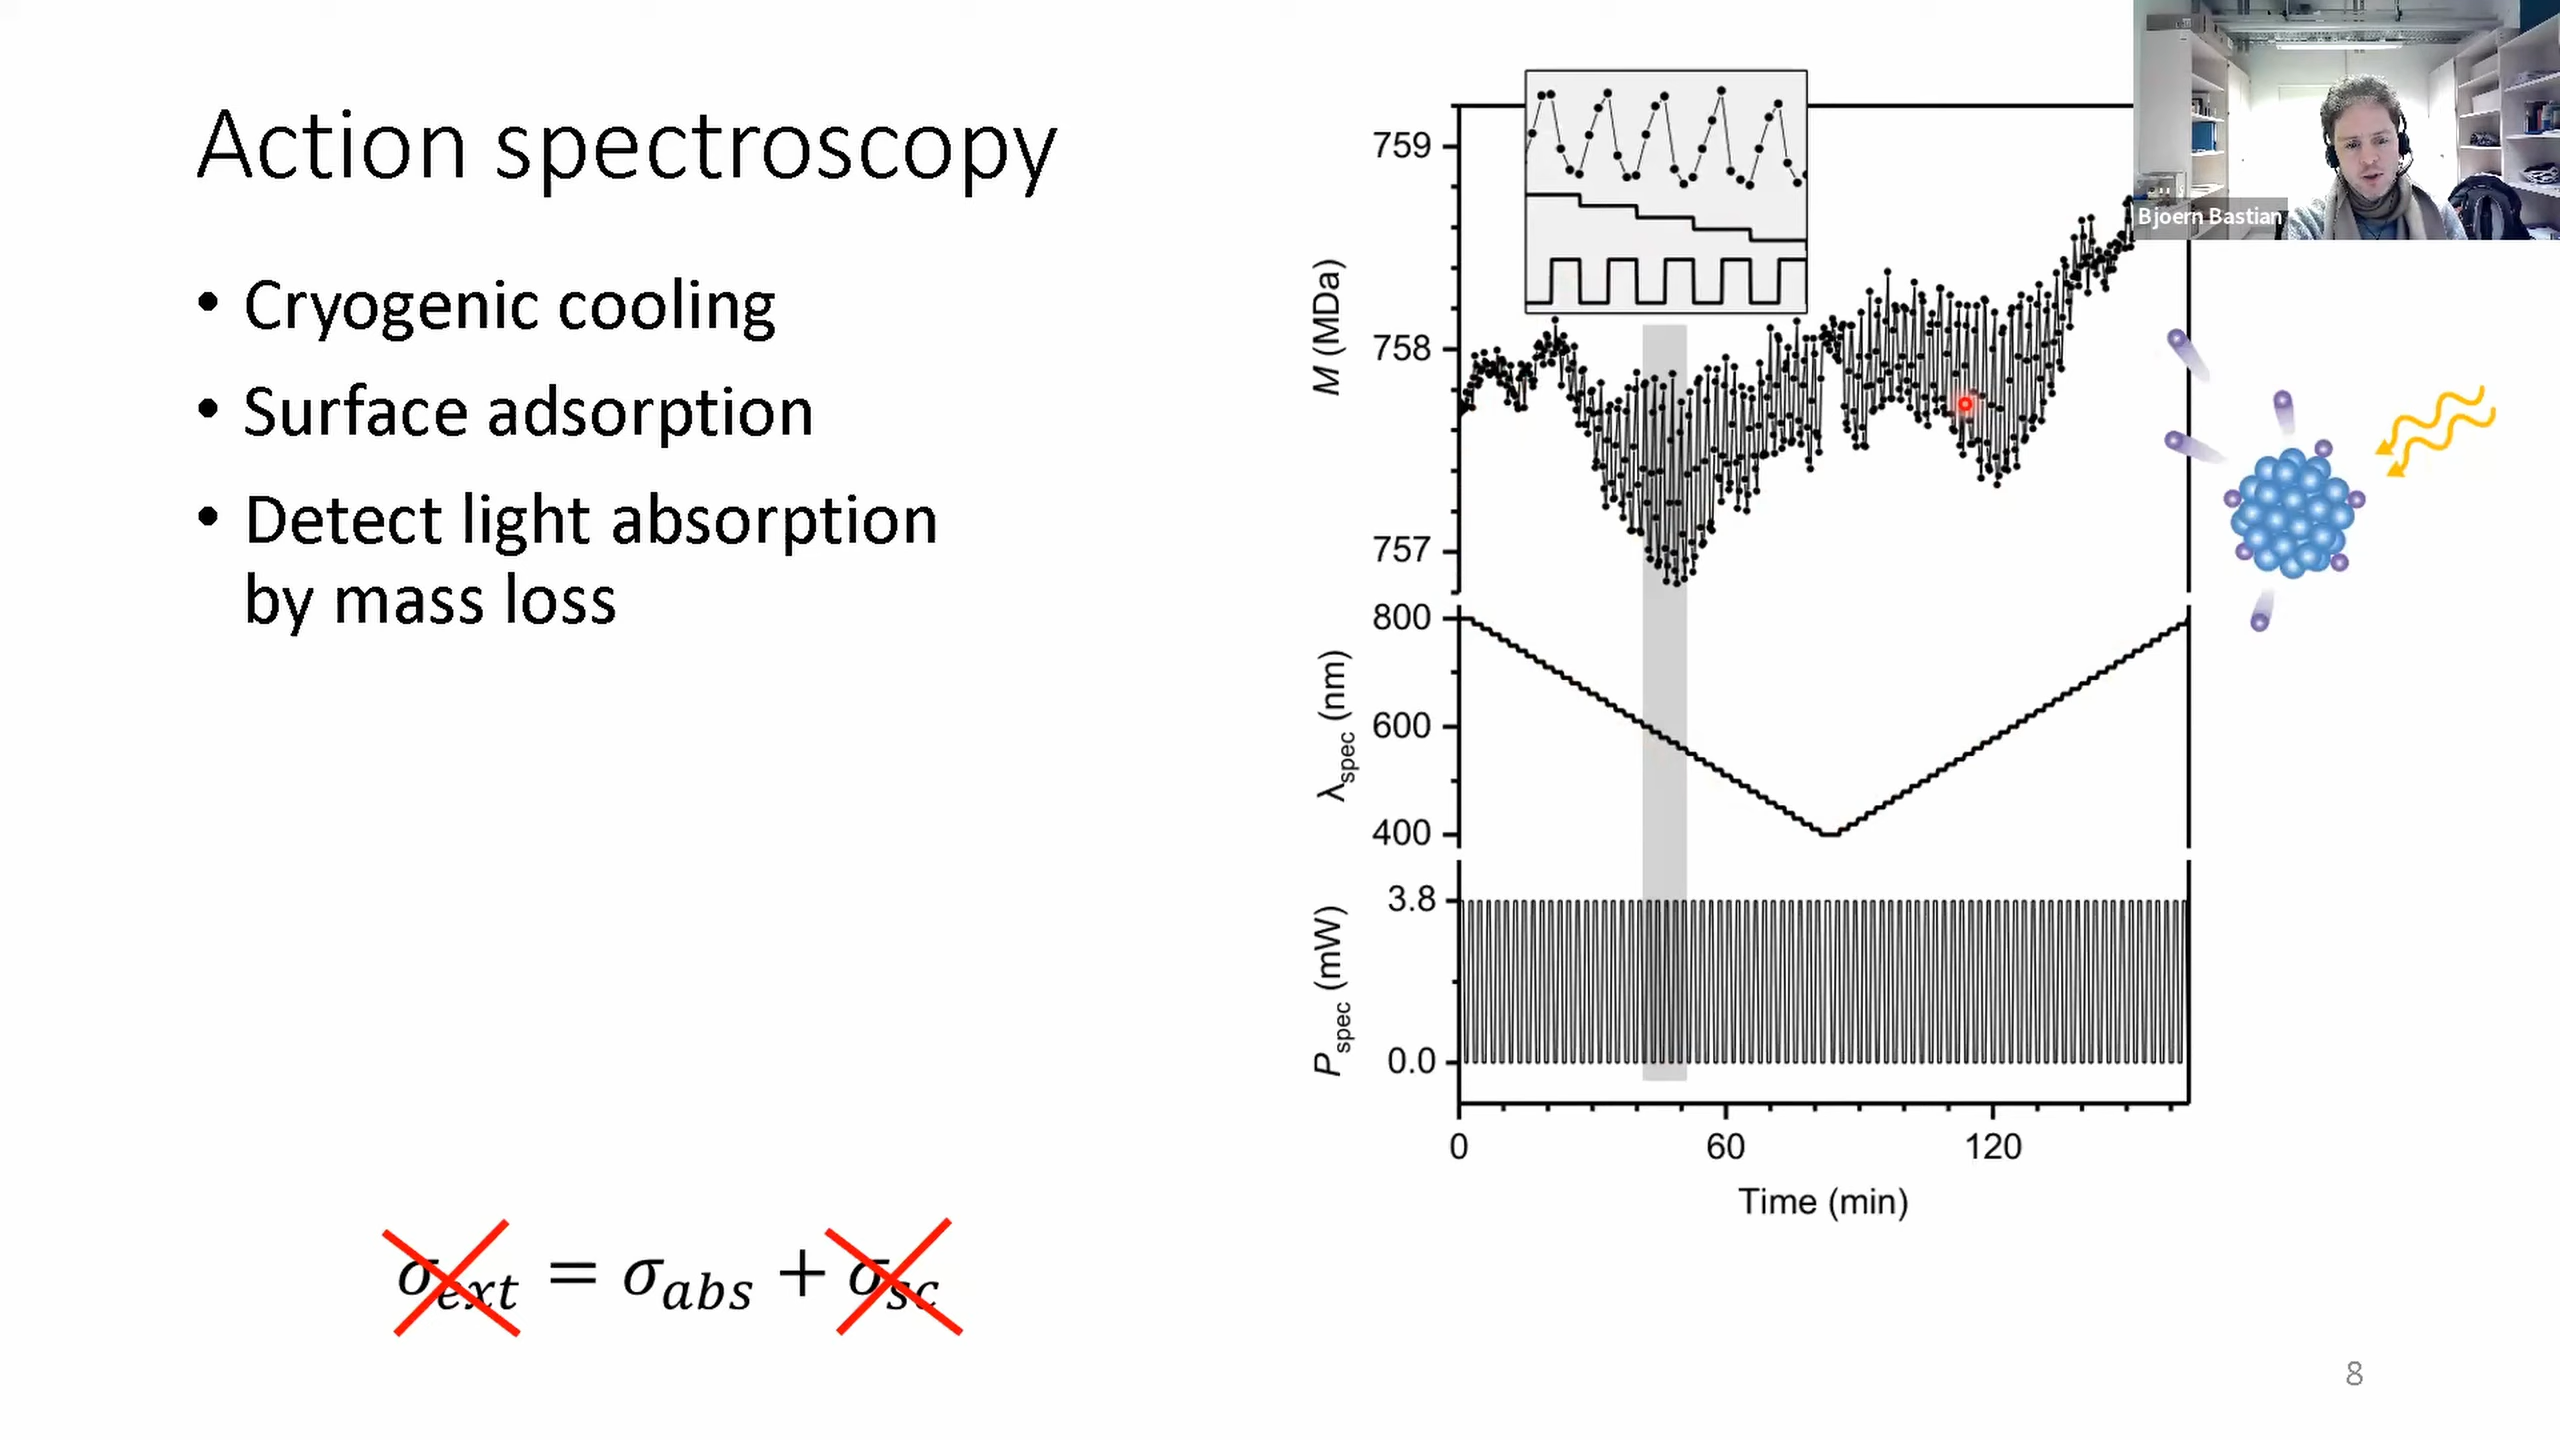 Action spectroscopy
• Cryogenic cooling
• Surface adsorption
• Detect light absorption
by mass loss
σext = σabs + σsc
M (MDa)
759
758
757
λspec (nm)
800
600
400
Pspec (mW)
3.8
0.0
0 60 120
Time (min)
Bjoern Bastian
8